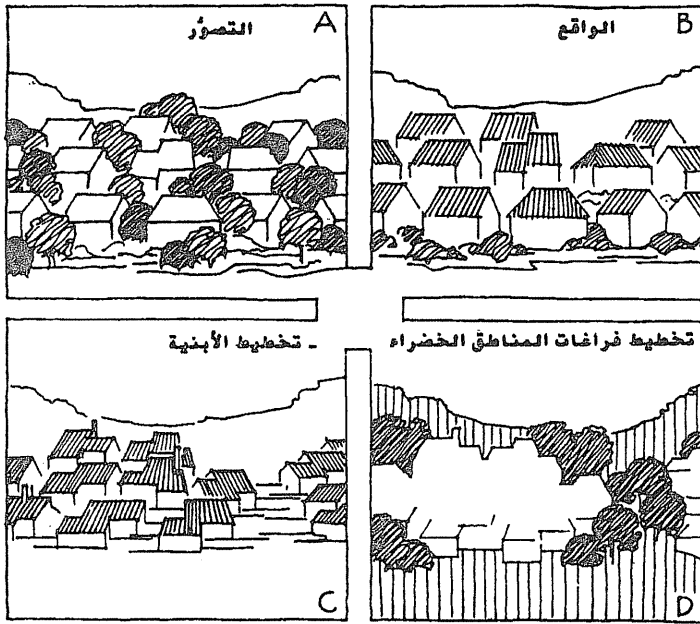 A
التصوّر
B
الواقع
تخطيط فراغات المناطق الخضراء
- تخطيط الأبنية
C
D